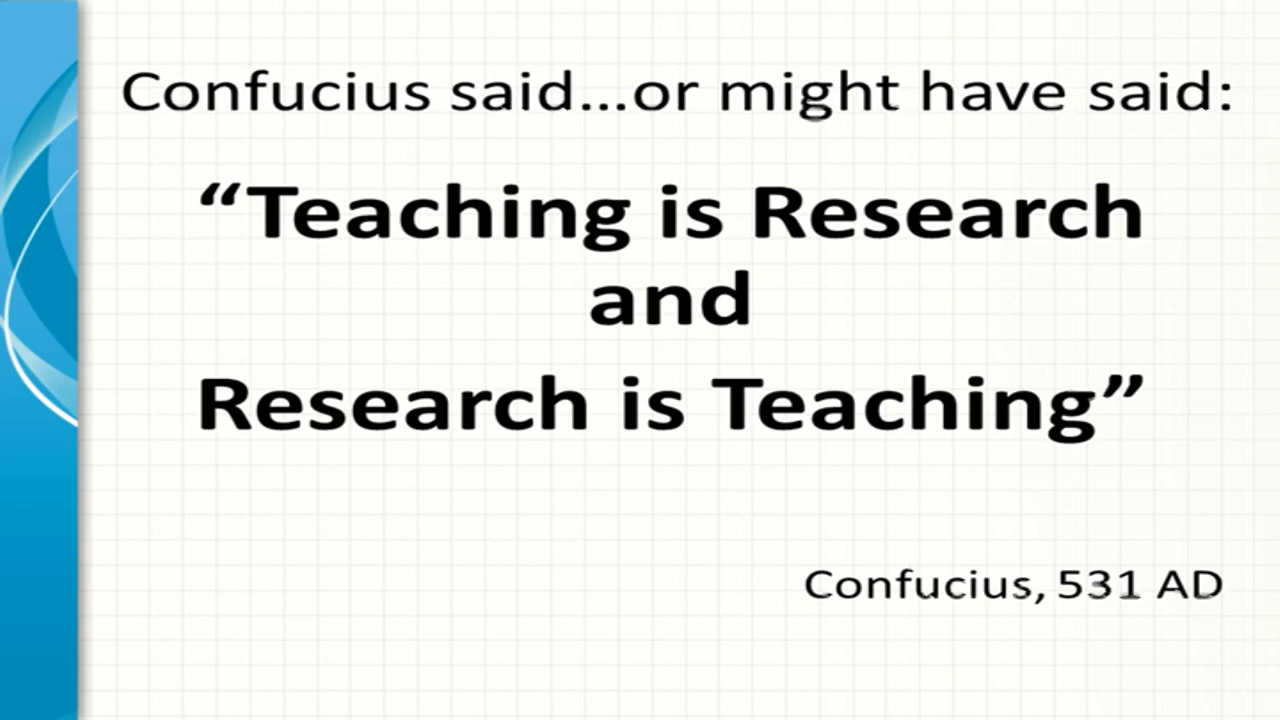 Confucius said...or might have said:
“Teaching is Research
and
Research is Teaching”
Confucius, 531 AD